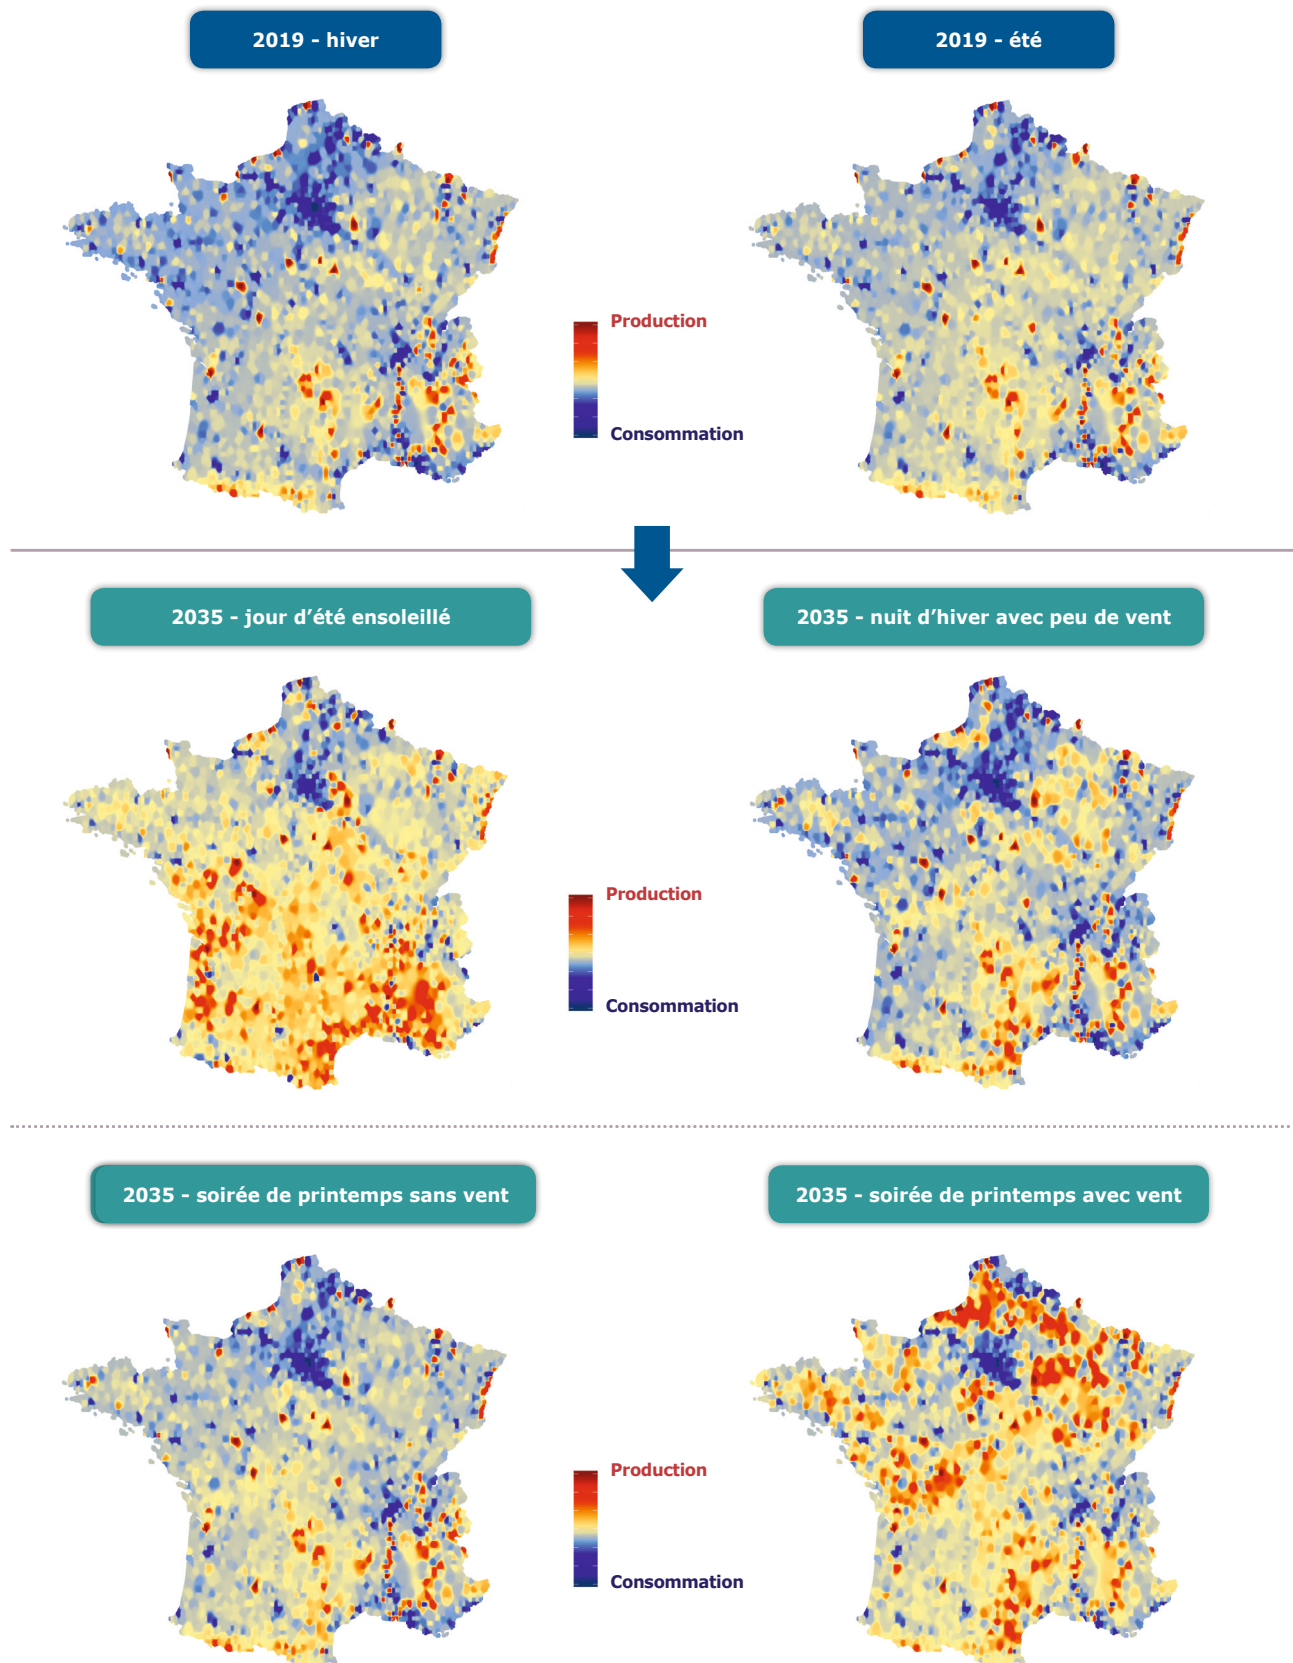 2019 - hiver
2019 - été
Production
Consommation
2035 - jour d'été ensoleillé
2035 - nuit d'hiver avec peu de vent
Production
Consommation
2035 - soirée de printemps sans vent
2035 - soirée de printemps avec vent
Production
Consommation